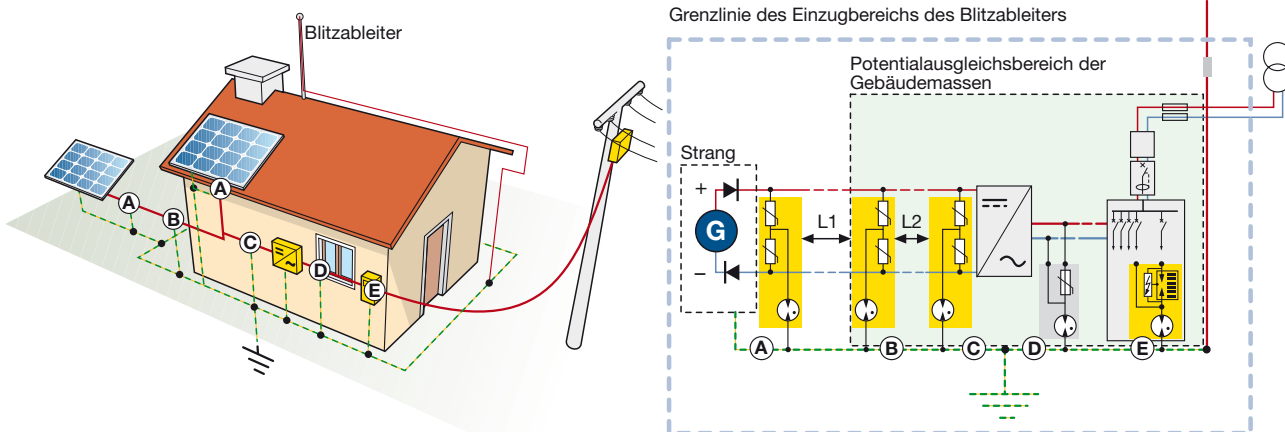 Blitzableiter
A
A
B
C
D
E
Grenzlinie des Einzugbereichs des Blitzableiters
Potentialausgleichsbereich der
Gebäudemassen
Strang
+
G
–
L1
L2
A
B
C
D
E